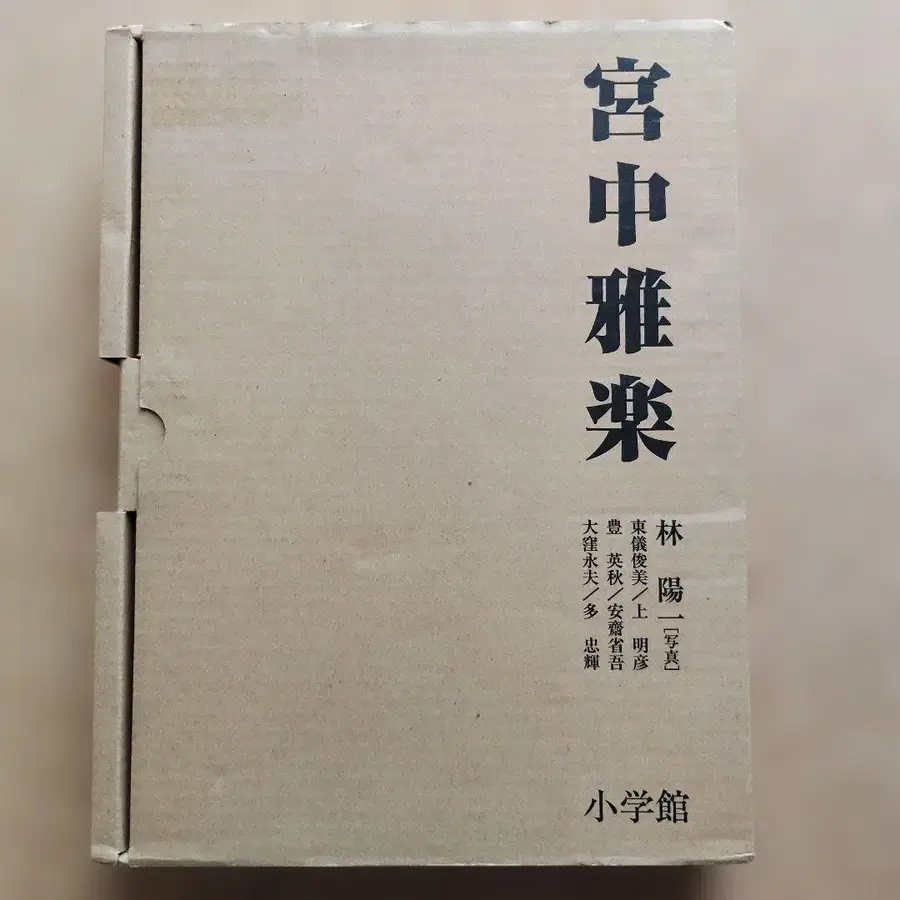 宮中雅楽
林 陽一[写真]
東儀俊美/上 明彦
豊 英秋/安齋省吾
大窪永夫/多 忠輝
小学館